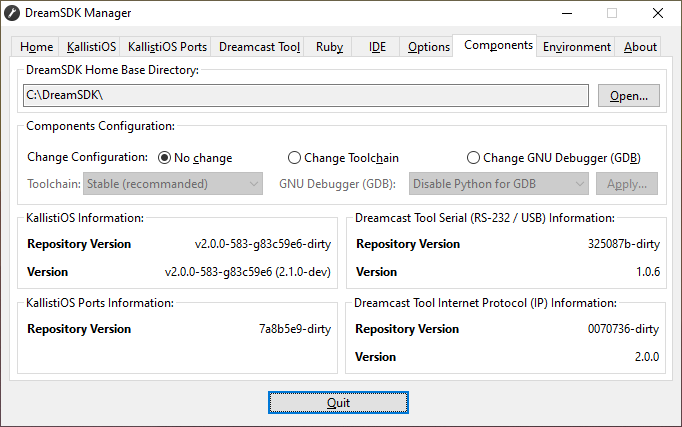 DreamSDK Manager
Home KallistiOS KallistiOS Ports Dreamcast Tool Ruby IDE Options Components Environment About
DreamSDK Home Base Directory:
C:\DreamSDK\ Open...
Components Configuration:
Change Configuration: No change Change Toolchain Change GNU Debugger (GDB)
Toolchain: Stable (recommanded) GNU Debugger (GDB): Disable Python for GDB Apply...
KallistiOS Information:
Repository Version v2.0.0-583-g83c59e6-dirty
Version v2.0.0-583-g83c59e6 (2.1.0-dev)
Dreamcast Tool Serial (RS-232 / USB) Information:
Repository Version 325087b-dirty
Version 1.0.6
KallistiOS Ports Information:
Repository Version 7a8b5e9-dirty
Dreamcast Tool Internet Protocol (IP) Information:
Repository Version 0070736-dirty
Version 2.0.0
Quit